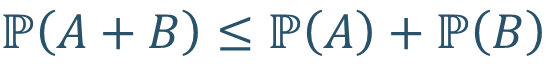 ℙ(A + B) ≤ ℙ(A) + ℙ(B)